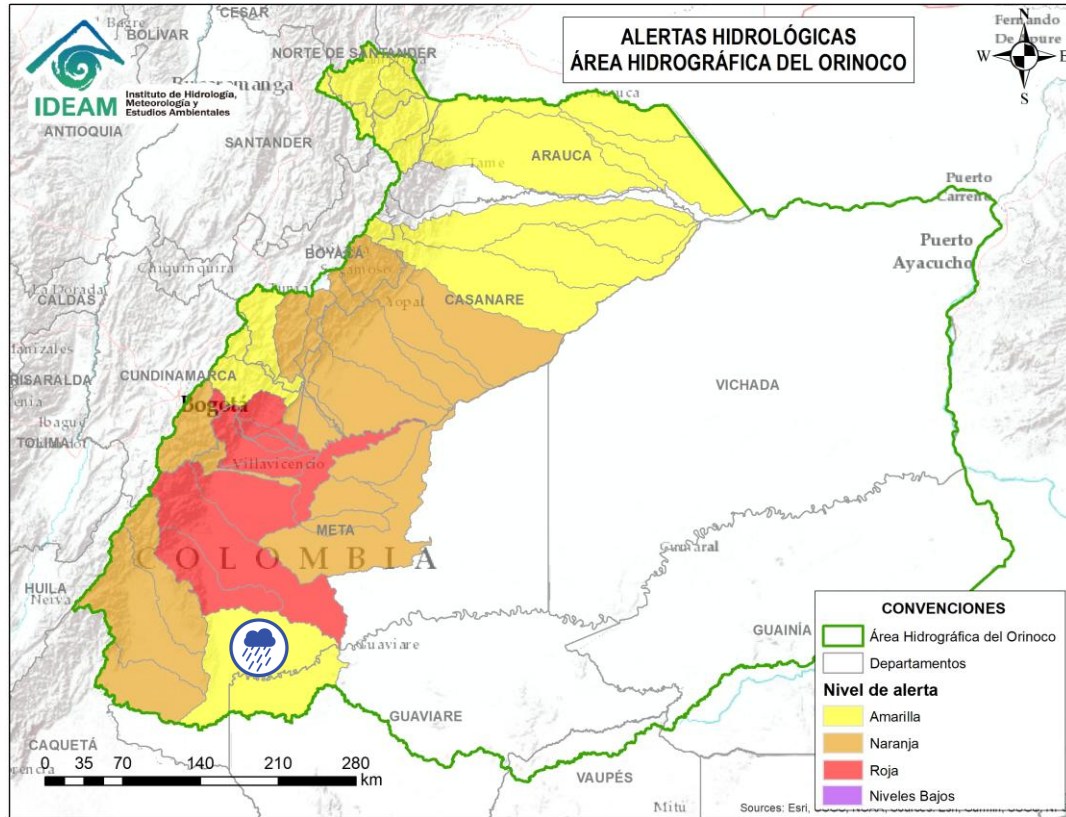 ALERTAS HIDROLÓGICAS
ÁREA HIDROGRÁFICA DEL ORINOCO
IDEAM
Instituto de Hidrología,
Meteorología y
Estudios Ambientales
N
W
E
S
CESAR
BOLÍVAR
NORTE DE SANTANDER
ANTIOQUIA
SANTANDER
ARAUCA
Tame
Puerto
Carreño
Puerto
Ayacucho
BOYACÁ
Chiquinquira
La Dorada
CALDAS
Yopal
CASANARE
RISARALDA
CUNDINAMARCA
Bogotá
VICHADA
Ibagué
TOLIMA
Villavicencio
META
COLOMBIA
HUILA
Neiva
Guaviare
GUAINÍA
GUAVIARE
CAQUETÁ
VAUPÉS
Mitú
0 35 70 140 210 280
km
CONVENCIONES
Área Hidrográfica del Orinoco
Departamentos
Nivel de alerta
Amarilla
Naranja
Roja
Niveles Bajos
Sources: Esri,